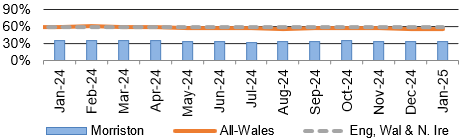 90%
60%
30%
0%
Jan-24
Feb-24
Mar-24
Apr-24
May-24
Jun-24
Jul-24
Aug-24
Sep-24
Oct-24
Nov-24
Dec-24
Jan-25
Morriston All-Wales Eng, Wal & N. Ire